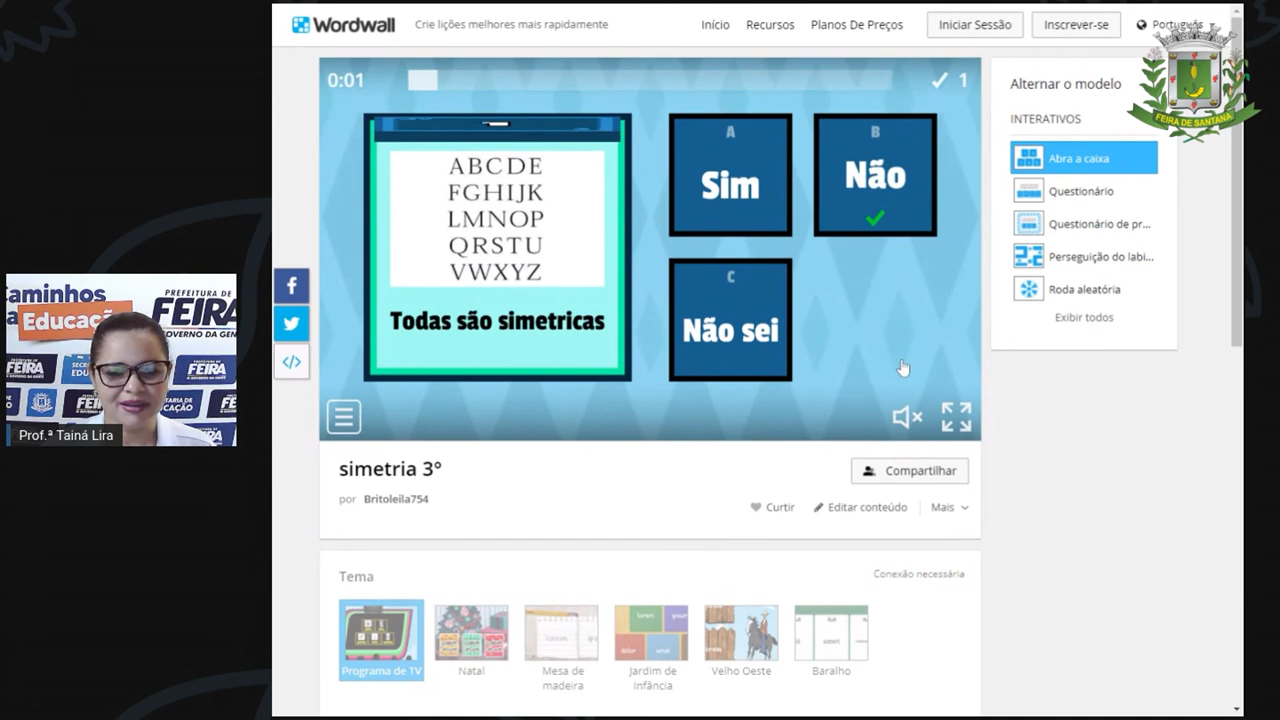 Wordwall
Crie lições melhores mais rapidamente
Início
Recursos
Planos De Preços
Iniciar Sessão
Inscrever-se
Português
FEIRA DE SANTANA
0:01
✓ 1
ABCDE
FGHIJK
LMNOP
QRSTU
VWXYZ
Todas são simetricas
A
Sim
B
Não
C
Não sei
Alternar o modelo
INTERATIVOS
Abra a caixa
Questionário
Questionário de pr...
Perseguição do labi...
Roda aleatória
Exibir todos
simetria 3º
por Britoleila754
Compartilhar
Curtir
Editar conteúdo
Mais
Tema
Conexão necessária
Programa de TV
Natal
Mesa de
madeira
Jardim de
infância
Velho Oeste
Baralho
PREFEITURA DE
FEIRA
Educaç
FEIRA
Prof.ª Tainá Lira